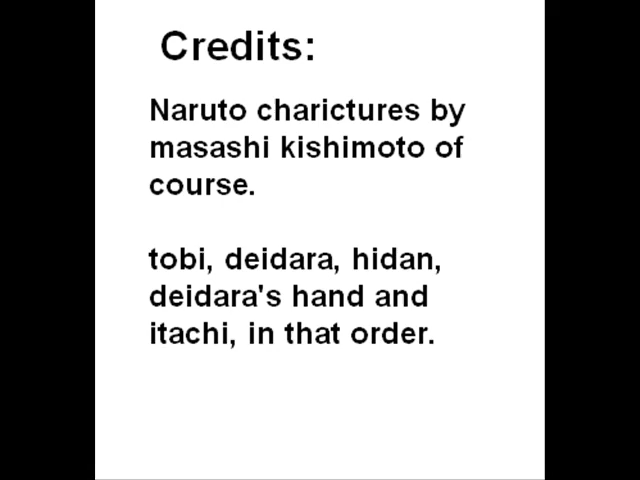 Credits:
Naruto charictures by
masashi kishimoto of
course.
tobi, deidara, hidan,
deidara's hand and
itachi, in that order.